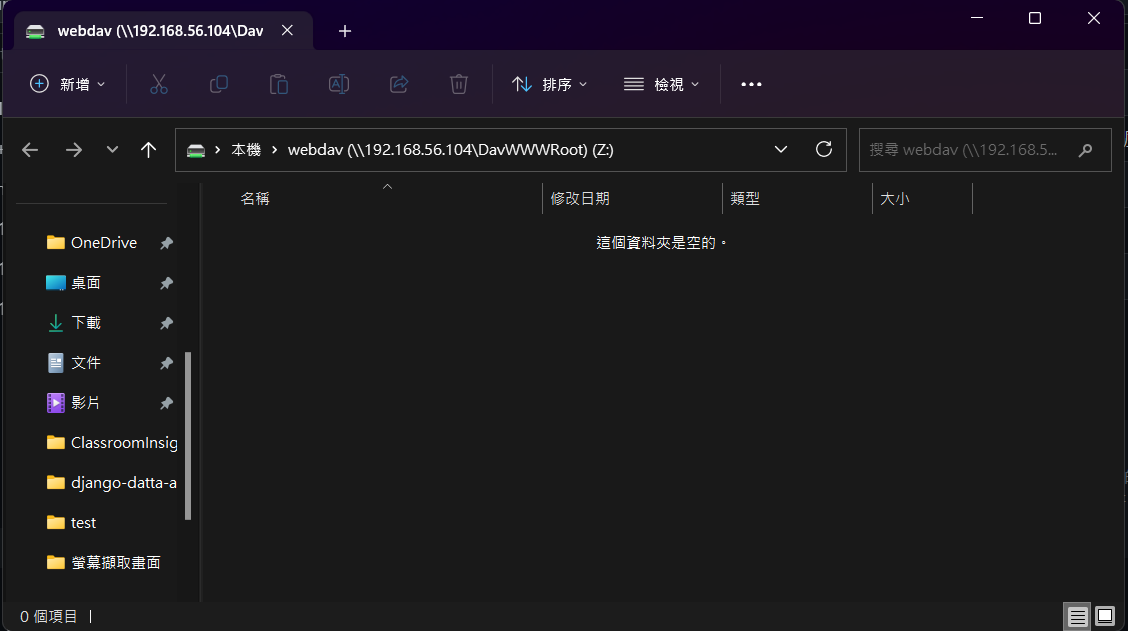 webdav (\\192.168.56.104\Dav
新增
排序
檢視
本機 > webdav (\\192.168.56.104\DavWWWRoot) (Z:)
搜尋 webdav (\\192.168.5...
名稱 修改日期 類型 大小
這個資料夾是空的。
OneDrive
桌面
下載
文件
影片
ClassroomInsig
django-datta-a
test
螢幕擷取畫面
0 個項目